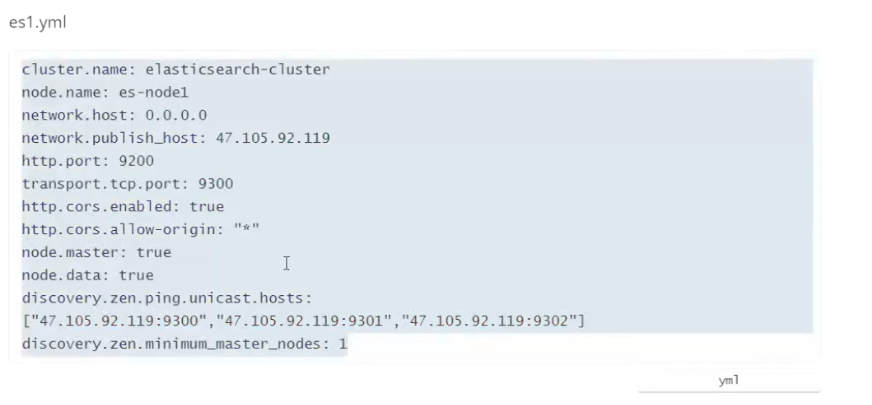 es1.yml
cluster.name: elasticsearch-cluster
node.name: es-node1
network.host: 0.0.0.0
network.publish_host: 47.105.92.119
http.port: 9200
transport.tcp.port: 9300
http.cors.enabled: true
http.cors.allow-origin: "*"
node.master: true
node.data: true
discovery.zen.ping.unicast.hosts:
["47.105.92.119:9300","47.105.92.119:9301","47.105.92.119:9302"]
discovery.zen.minimum_master_nodes: 1
yml